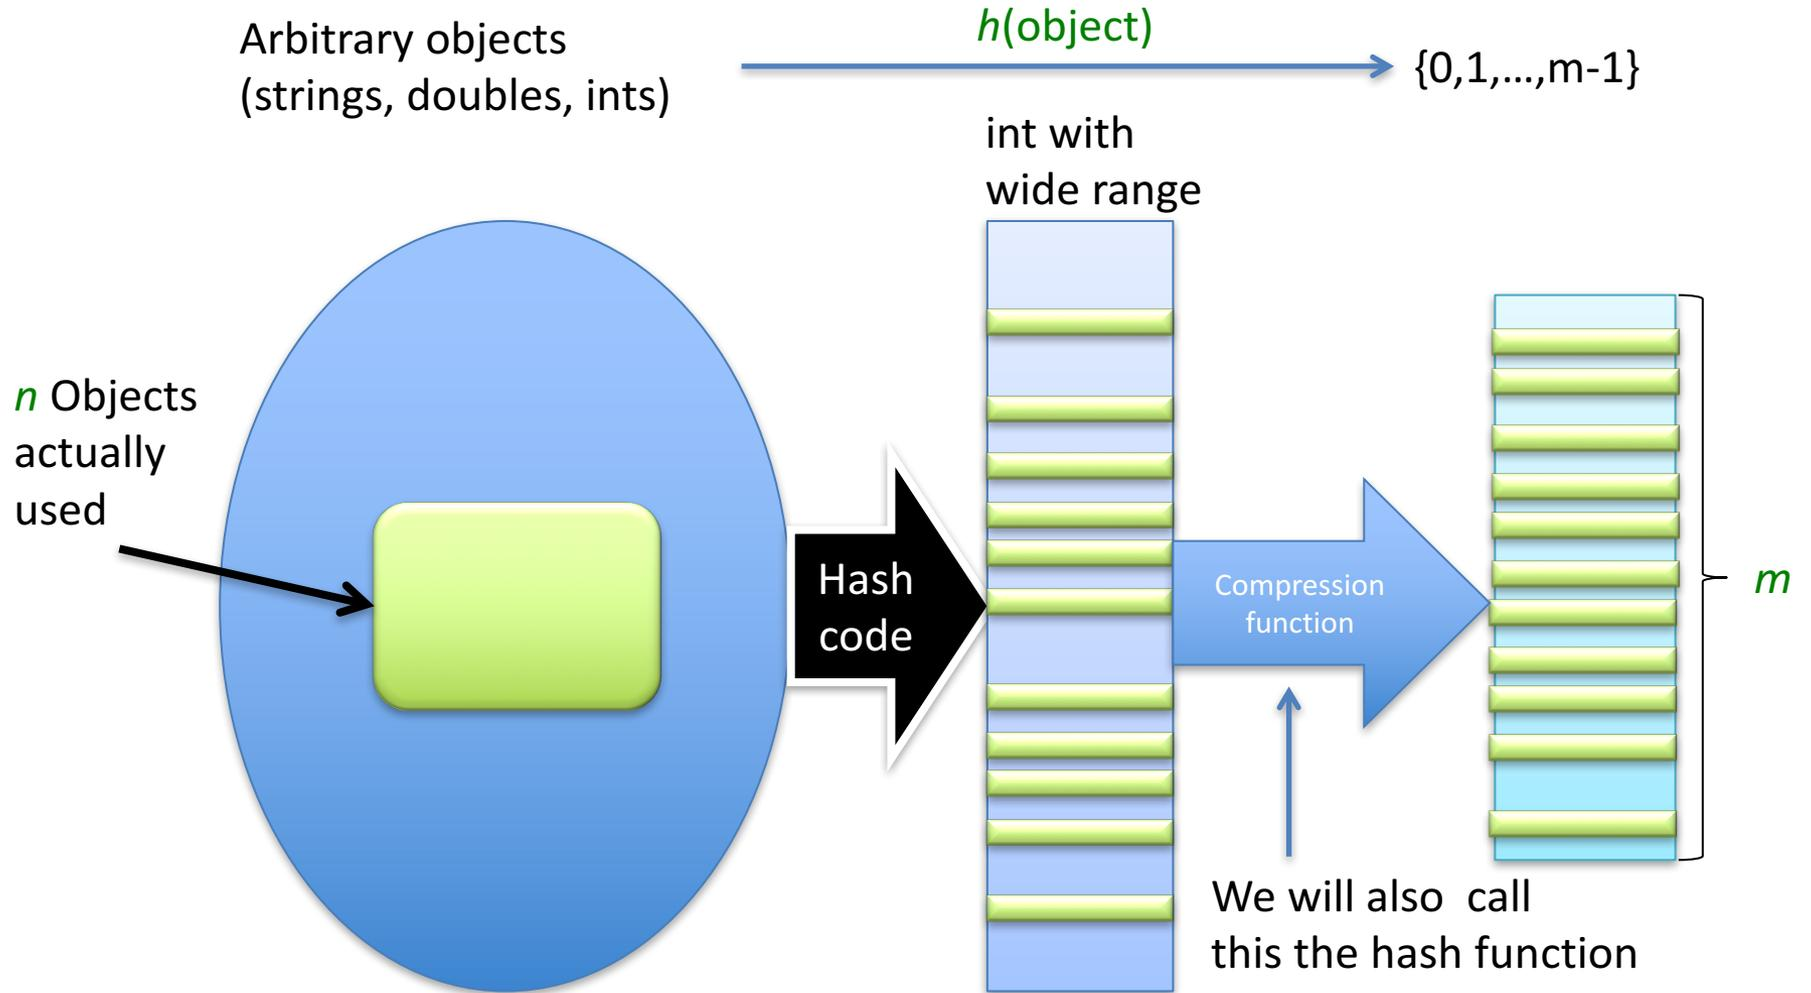 Arbitrary objects
(strings, doubles, ints)
h(object)
{0,1,…,m-1}
int with
wide range
n Objects
actually
used
Hash
code
Compression
function
m
We will also  call
this the hash function